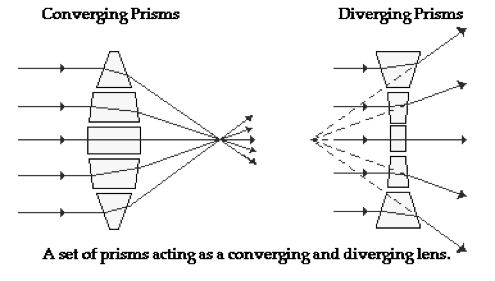 Converging Prisms
Diverging Prisms
A set of prisms acting as a converging and diverging lens.